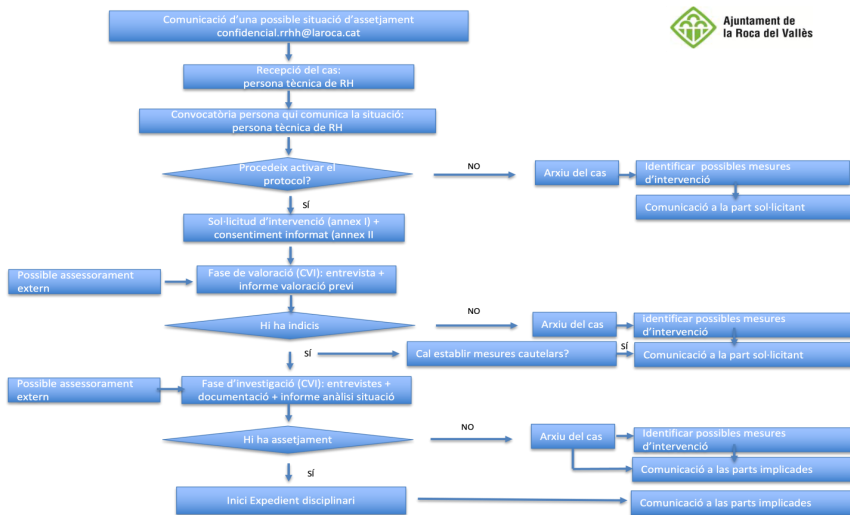 Comunicació d'una possible situació d'assetjament
confidencial.rrhh@laroca.cat
Ajuntament de
la Roca del Vallès
Recepció del cas:
persona tècnica de RH
Convocatòria persona qui comunica la situació:
persona tècnica de RH
Procedeix activar el
protocol?
NO
Arxiu del cas
Identificar possibles mesures
d'intervenció
Comunicació a la part sol·licitant
SÍ
Sol·licitud d'intervenció (annex I) +
consentiment informat (annex II
Possible assessorament
extern
Fase de valoració (CVI): entrevista +
informe valoració previ
Hi ha indicis
NO
Arxiu del cas
identificar possibles mesures
d'intervenció
SÍ
Cal establir mesures cautelars?
SÍ
Comunicació a la part sol·licitant
Possible assessorament
extern
Fase d'investigació (CVI): entrevistes +
documentació + informe anàlisi situació
Hi ha assetjament
NO
Arxiu del cas
Identificar possibles mesures
d'intervenció
Comunicació a las parts implicades
SÍ
Inici Expedient disciplinari
Comunicació a las parts implicades